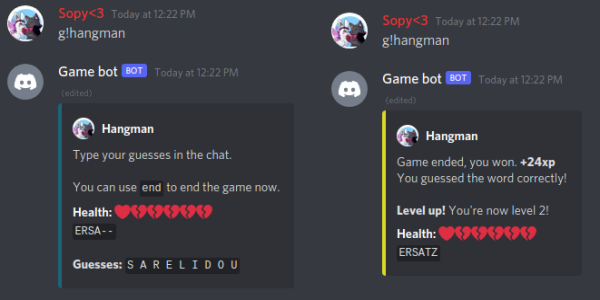 Sopy<3 Today at 12:22 PM
g!hangman
Game bot BOT Today at 12:22 PM
(edited)
Hangman
Type your guesses in the chat.
You can use end to end the game now.
Health:
ERSA--
Guesses: S A R E L I D O U
Sopy<3 Today at 12:22 PM
g!hangman
Game bot BOT Today at 12:22 PM
(edited)
Hangman
Game ended, you won. +24xp
You guessed the word correctly!
Level up! You're now level 2!
Health:
ERSATZ